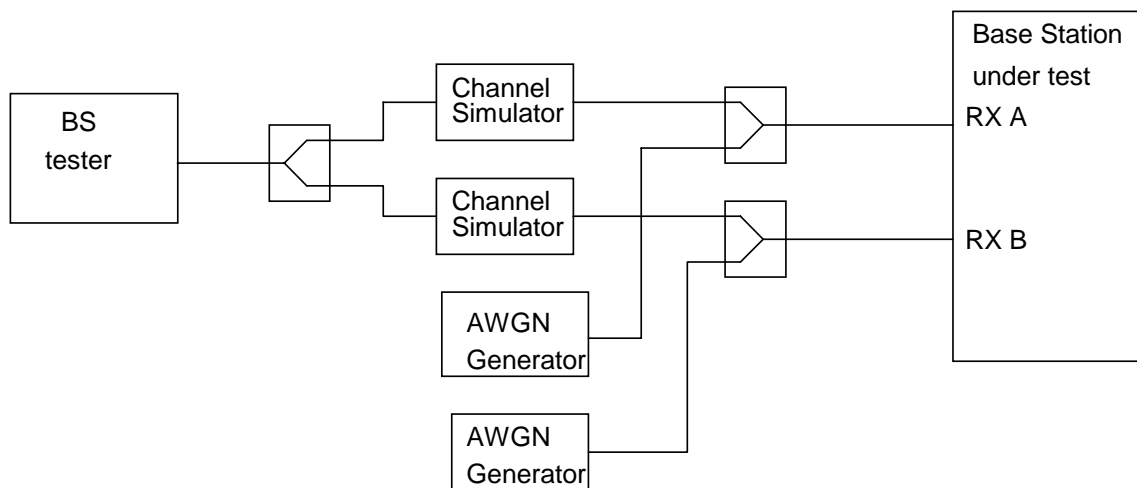 BS
tester
Channel
Simulator
Channel
Simulator
AWGN
Generator
AWGN
Generator
Base Station
under test
RX A
RX B